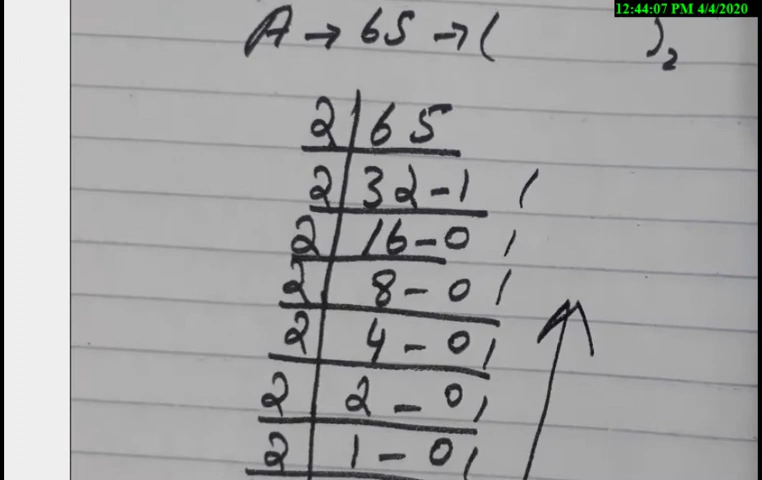 12:44:07 PM 4/4/2020
A → 65 → ( )₂
2 | 65
2 | 32 - 1
2 | 16 - 0
2 | 8 - 0
2 | 4 - 0
2 | 2 - 0
2 | 1 - 0